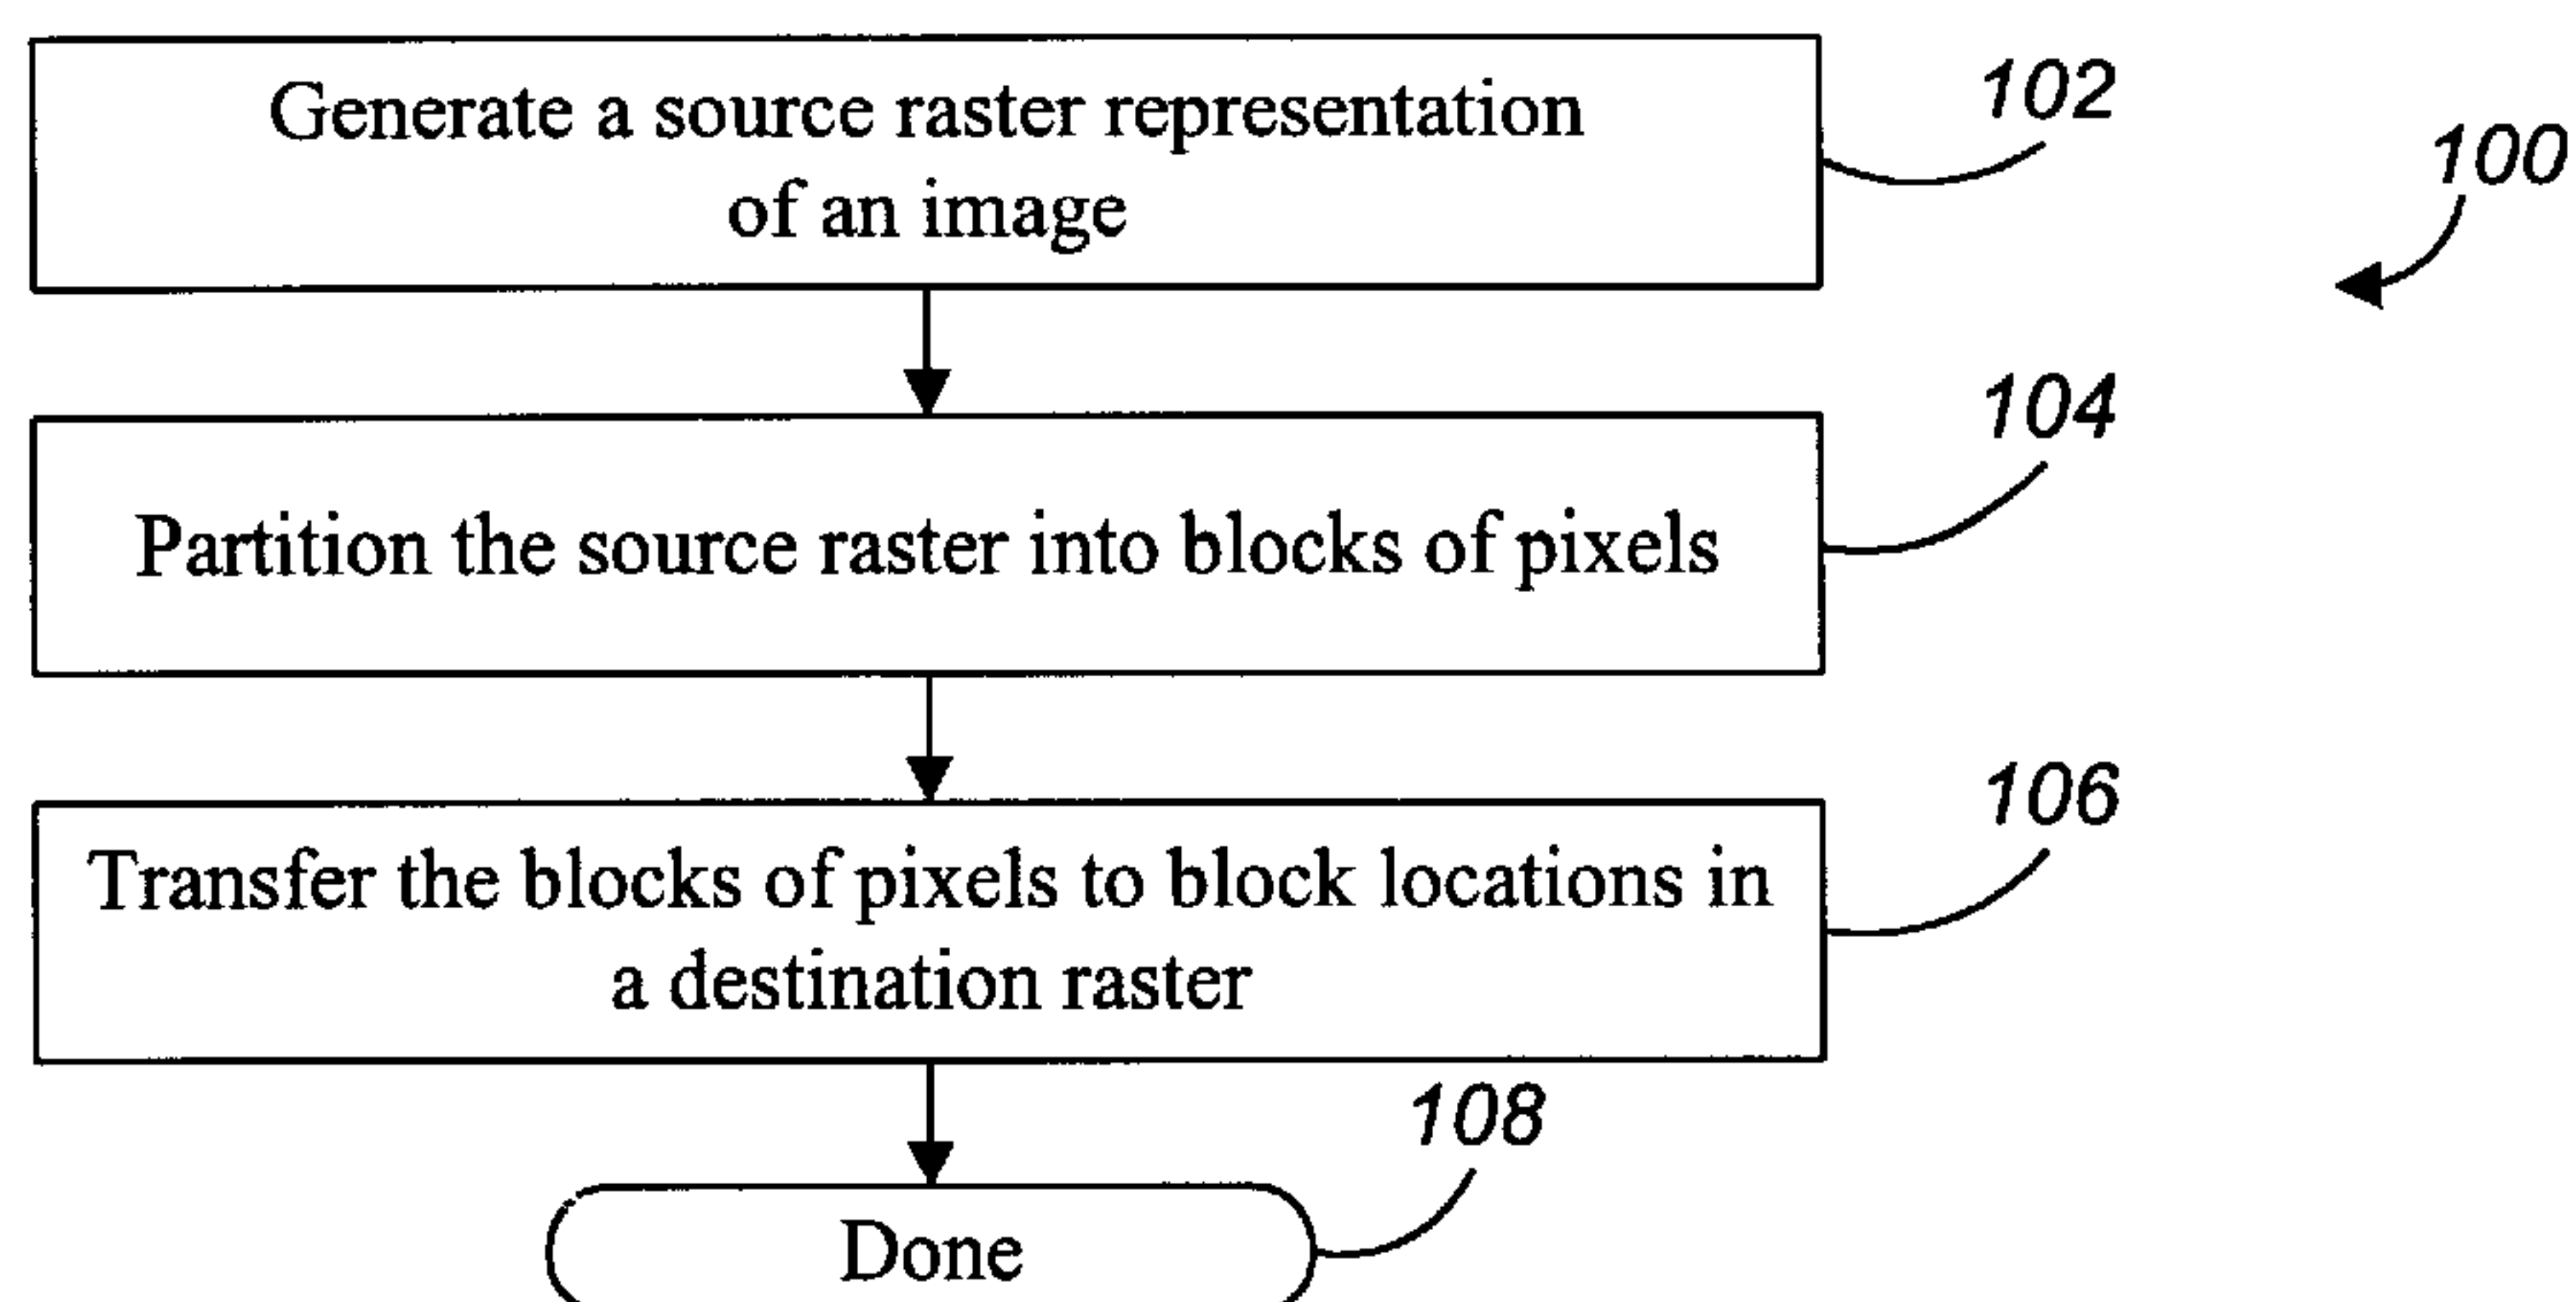 Generate a source raster representation
of an image
102
100
Partition the source raster into blocks of pixels
104
Transfer the blocks of pixels to block locations in
a destination raster
106
108
Done